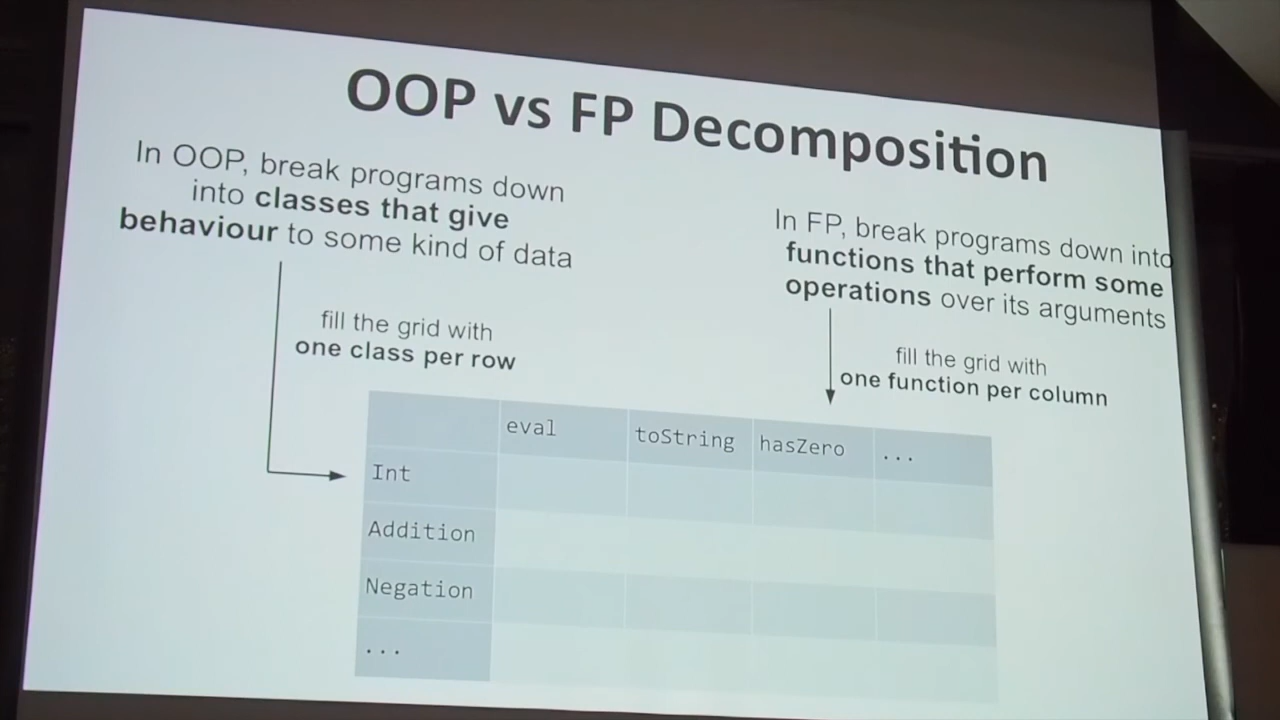 OOP vs FP Decomposition
In OOP, break programs down
into classes that give
behaviour to some kind of data
In FP, break programs down into
functions that perform some
operations over its arguments
fill the grid with
one class per row
fill the grid with
one function per column
eval toString hasZero ...
Int
Addition
Negation
...